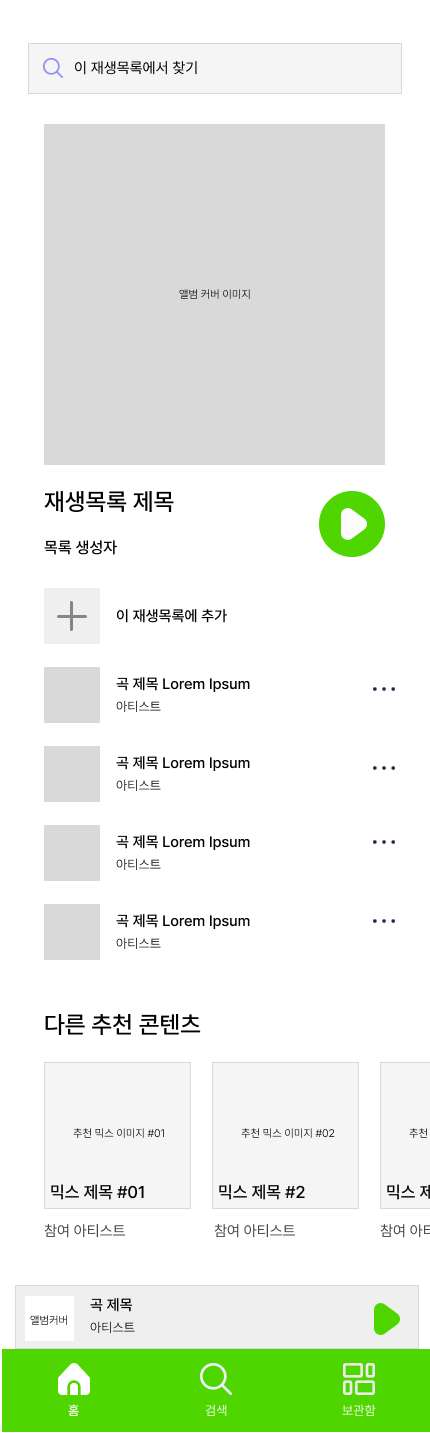 이 재생목록에서 찾기
앨범 커버 이미지
재생목록 제목
목록 생성자
이 재생목록에 추가
곡 제목 Lorem Ipsum
아티스트
곡 제목 Lorem Ipsum
아티스트
곡 제목 Lorem Ipsum
아티스트
곡 제목 Lorem Ipsum
아티스트
다른 추천 콘텐츠
추천 믹스 이미지 #01
믹스 제목 #01
참여 아티스트
추천 믹스 이미지 #02
믹스 제목 #2
참여 아티스트
추천
믹스
참여
앨범커버
곡 제목
아티스트
홈
검색
보관함